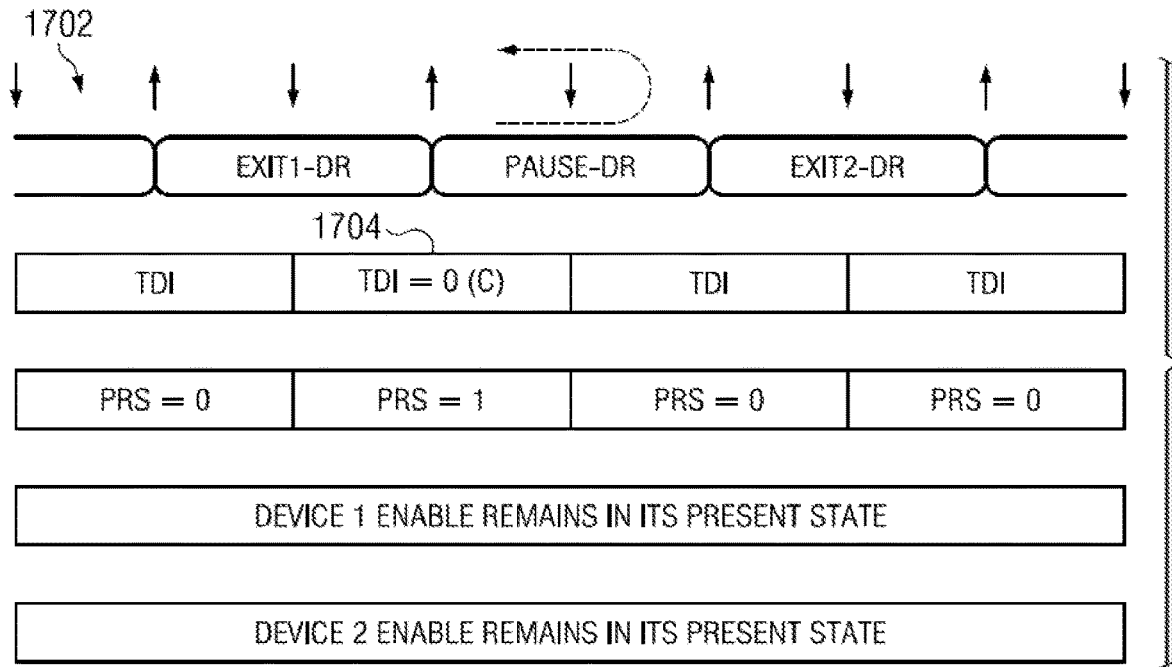 1702
EXIT1-DR PAUSE-DR EXIT2-DR
1704
TDI TDI = 0 (C) TDI TDI
PRS = 0 PRS = 1 PRS = 0 PRS = 0
DEVICE 1 ENABLE REMAINS IN ITS PRESENT STATE
DEVICE 2 ENABLE REMAINS IN ITS PRESENT STATE